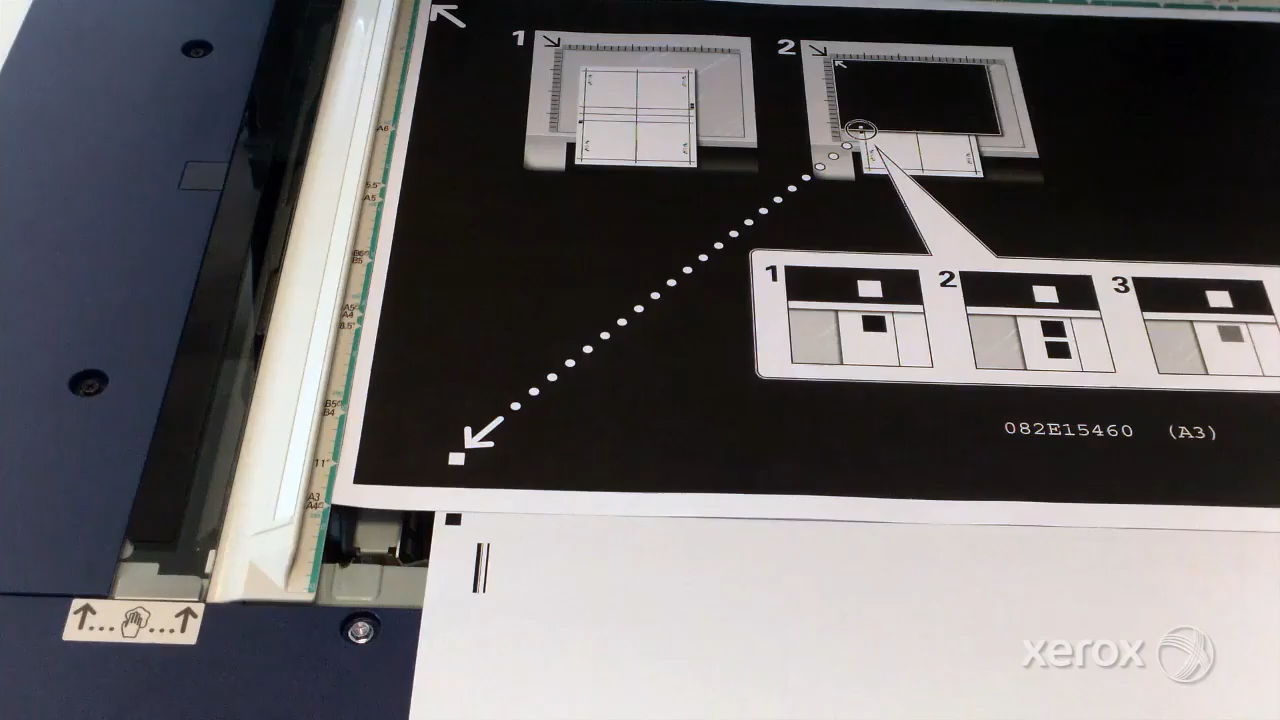 1
2
A6
5.5"
A5
B6
B5
A5
A4
8.5"
1
2
3
B5
B4
082E15460 (A3)
11"
A3
A4
xerox